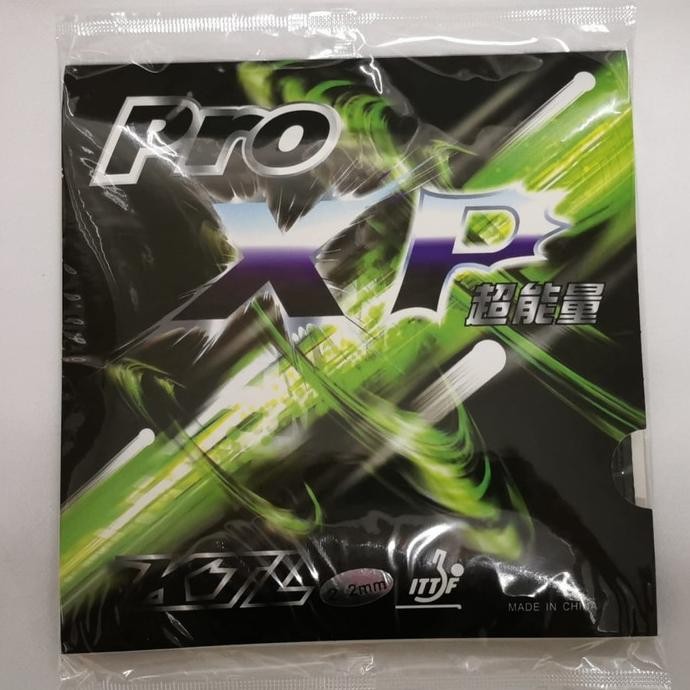 Pro
XP
超能量
KTL
2.2mm
ITTF
MADE IN CHINA